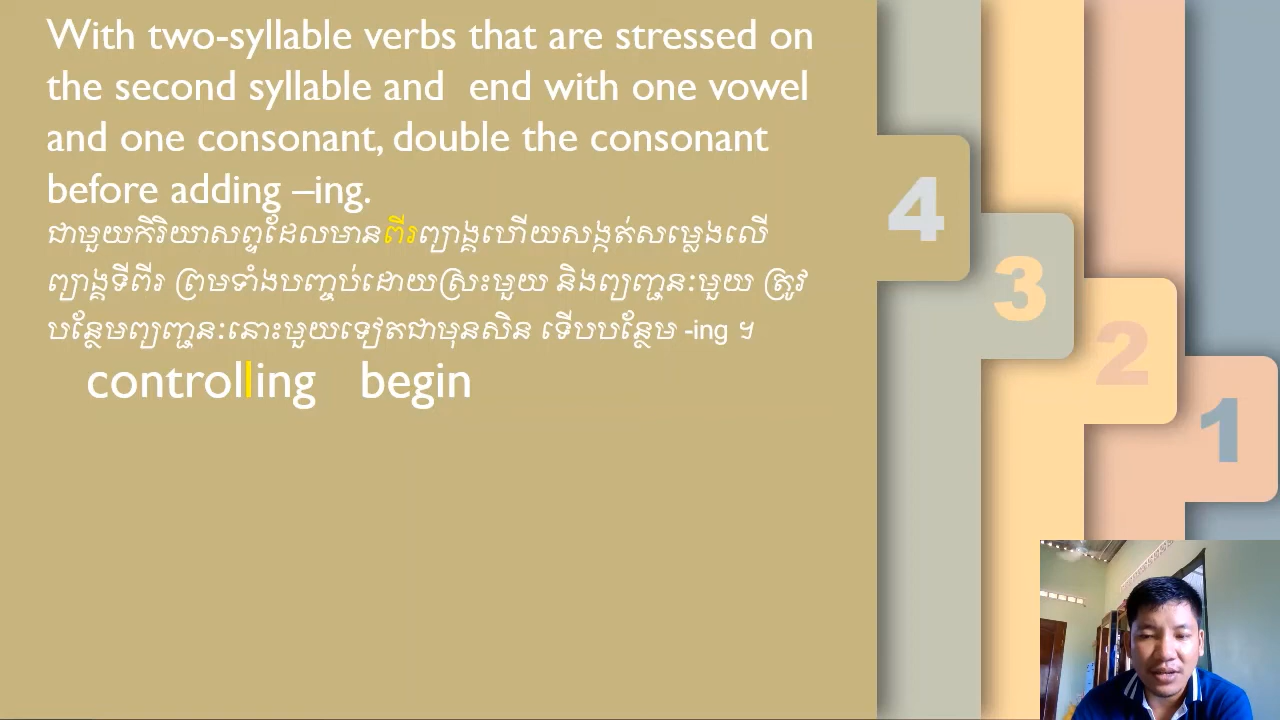 With two-syllable verbs that are stressed on
the second syllable and end with one vowel
and one consonant, double the consonant
before adding –ing.
ជាមួយកិរិយាសព្ទដែលមានពីរព្យាង្គហើយសង្កត់សម្លេងលើ
ព្យាង្គទីពីរ ព្រមទាំងបញ្ចប់ដោយស្រះមួយ និងព្យញ្ជនៈមួយ ត្រូវ
បន្ថែមព្យញ្ជនៈនោះមួយទៀតជាមុនសិន ទើបបន្ថែម -ing ។
controlling begin
4
3
2
1